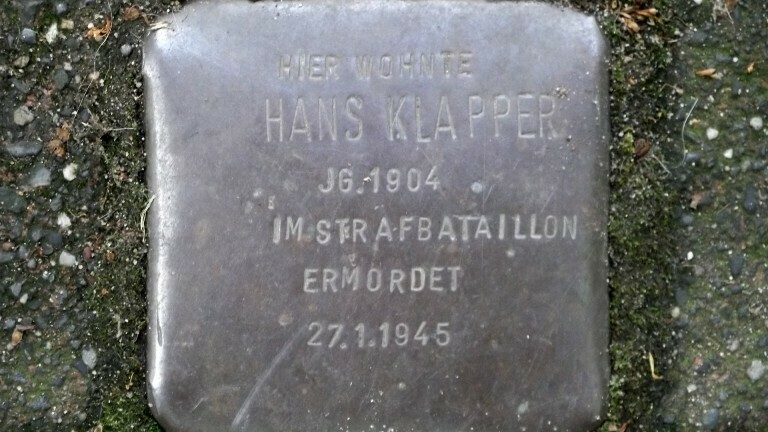 HIER WOHNTE
HANS KLAPPER
JG. 1904
IM STRAFBATAILLON
ERMORDET
27.1.1945